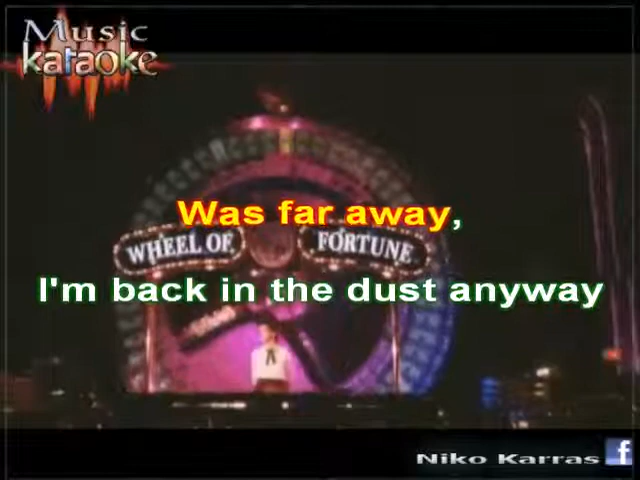 Music
karaoke
Was far away,
WHEEL OF FORTUNE
I'm back in the dust anyway
Niko Karras f